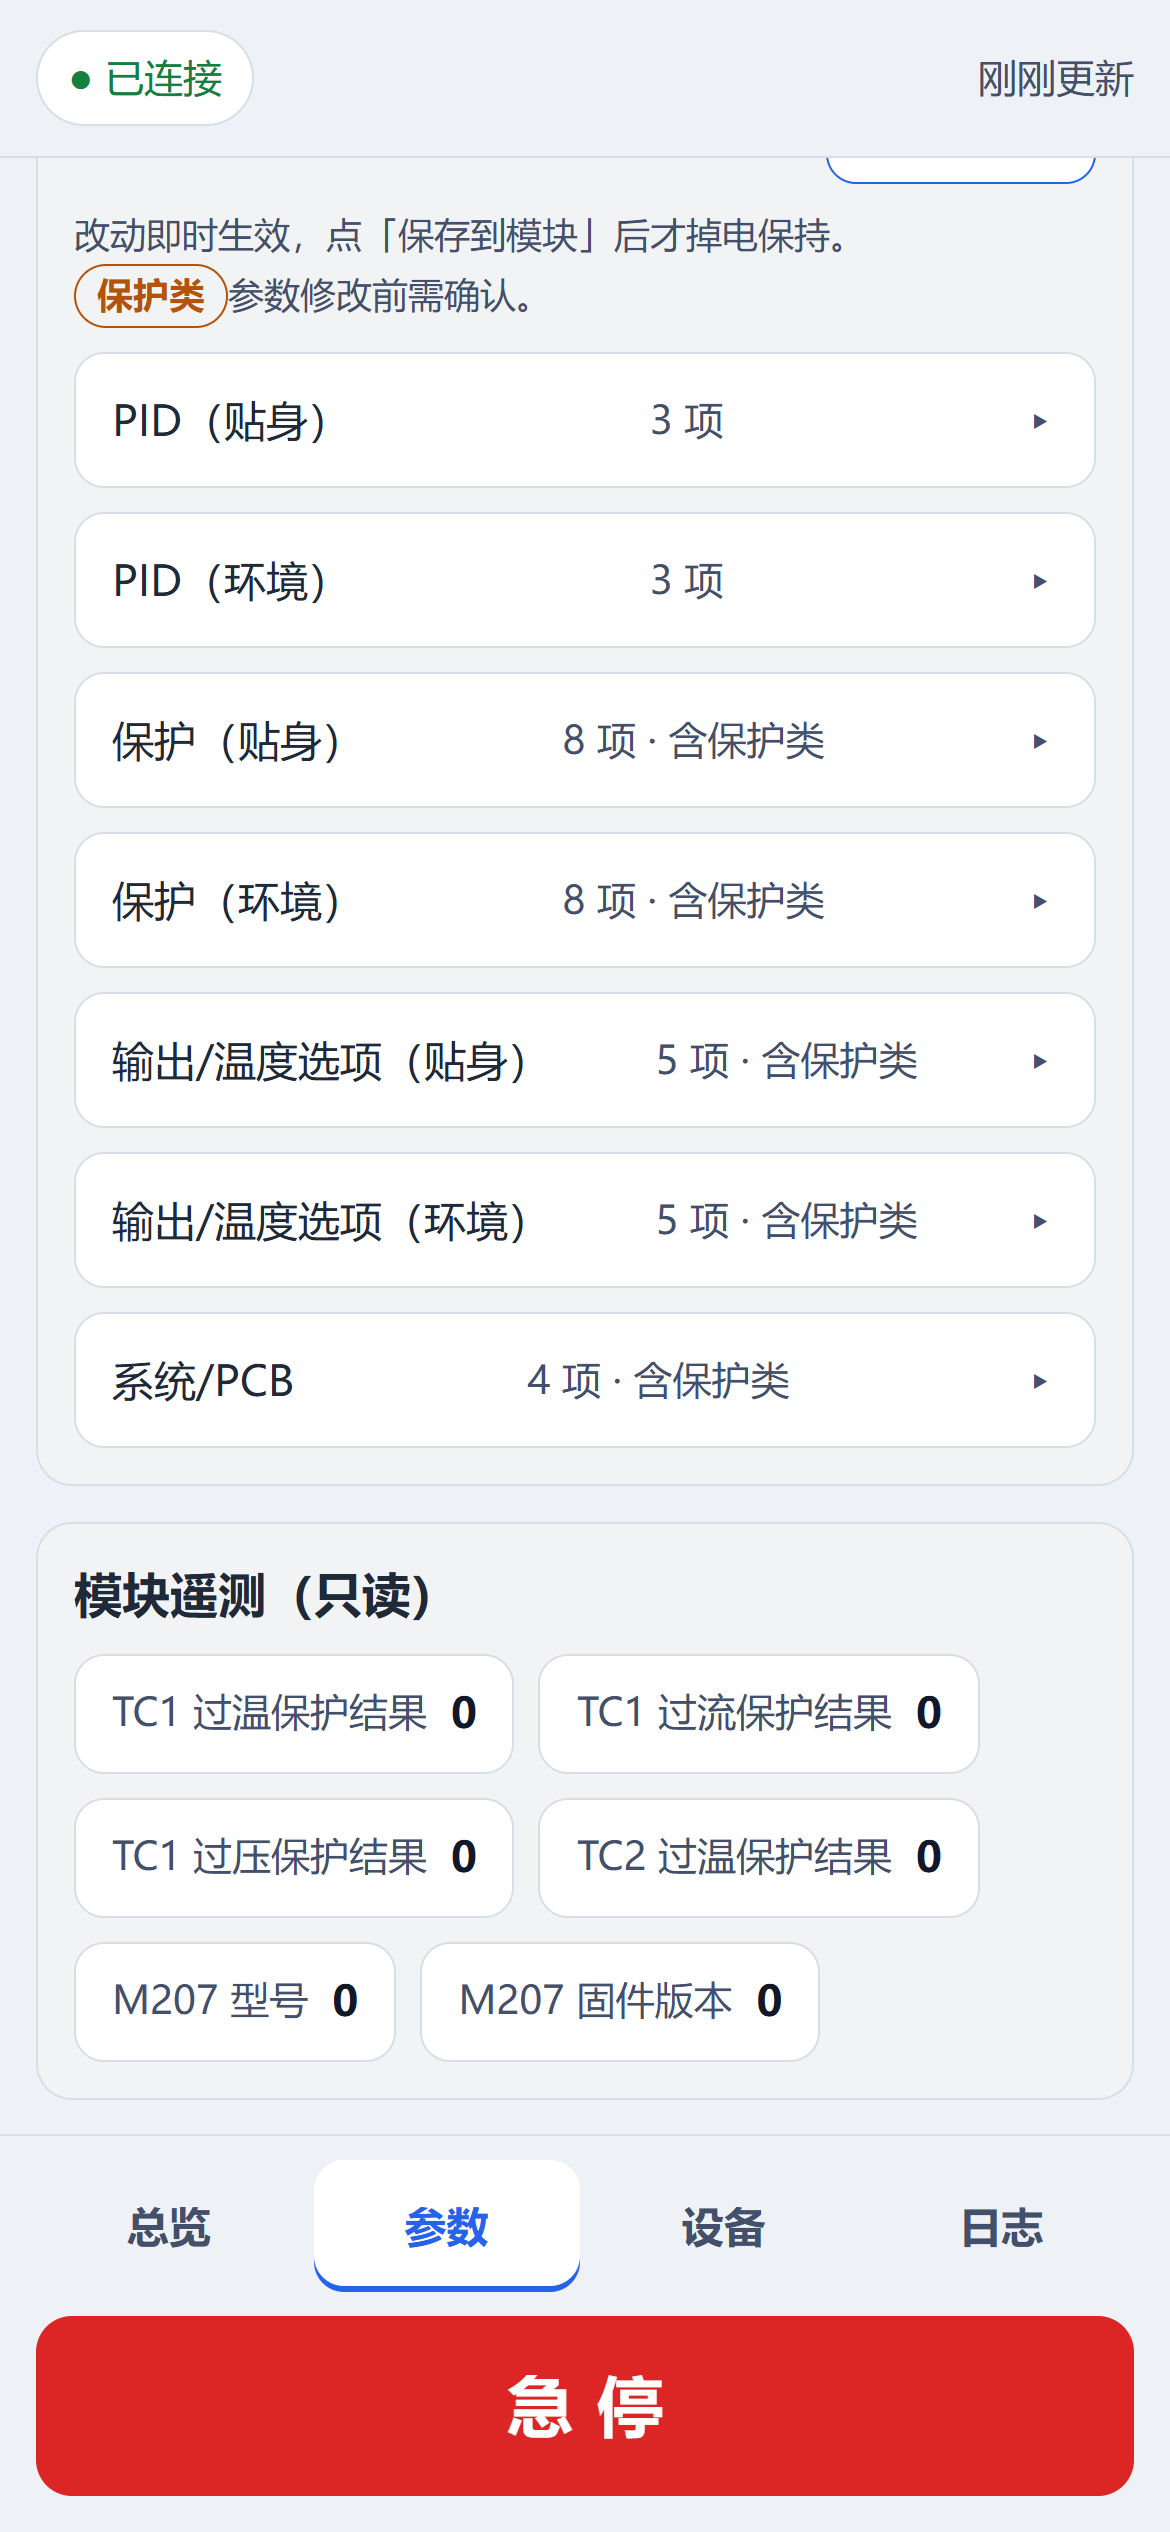 已连接
刚刚更新
改动即时生效，点「保存到模块」后才掉电保持。
保护类参数修改前需确认。
PID（贴身） 3 项 ▸
PID（环境） 3 项 ▸
保护（贴身） 8 项 · 含保护类 ▸
保护（环境） 8 项 · 含保护类 ▸
输出/温度选项（贴身） 5 项 · 含保护类 ▸
输出/温度选项（环境） 5 项 · 含保护类 ▸
系统/PCB 4 项 · 含保护类 ▸
模块遥测（只读）
TC1 过温保护结果 0
TC1 过流保护结果 0
TC1 过压保护结果 0
TC2 过温保护结果 0
M207 型号 0
M207 固件版本 0
总览 参数 设备 日志
急 停